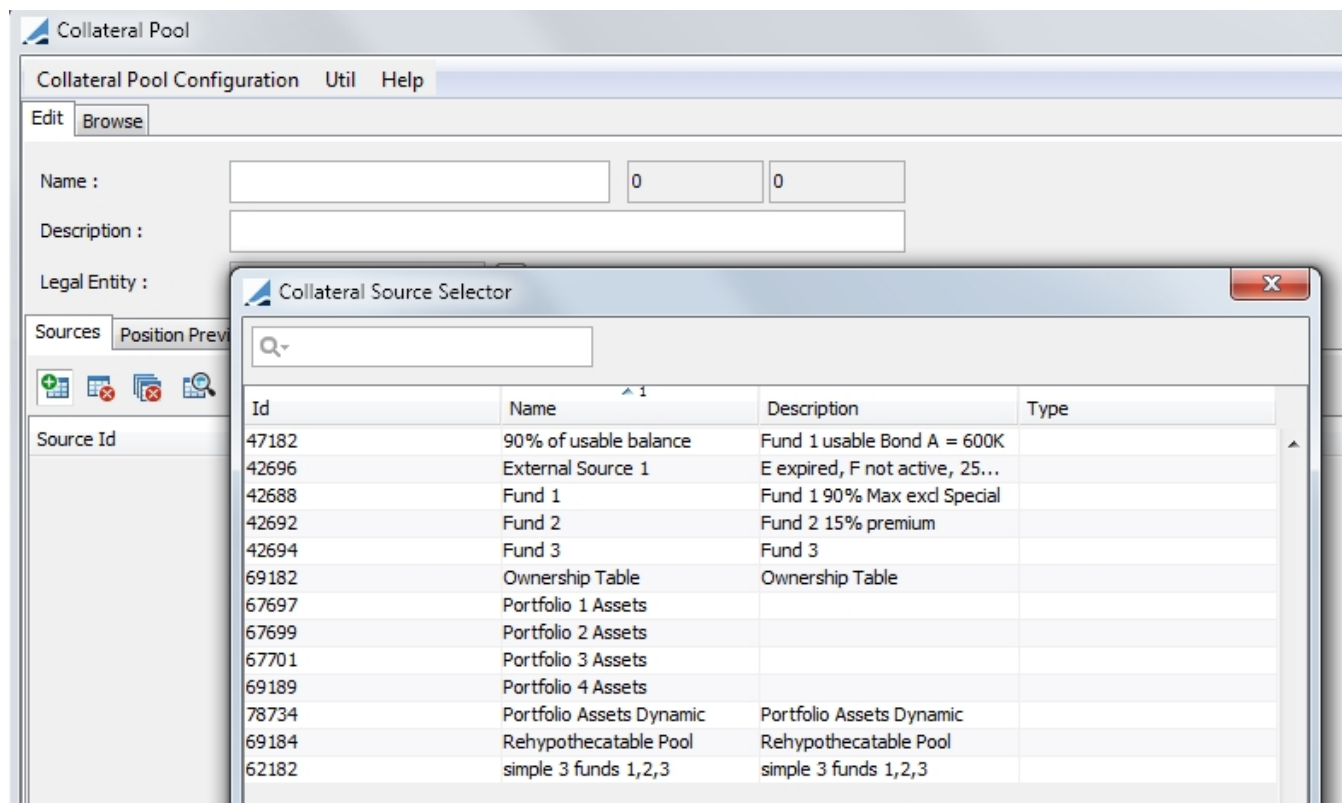 Collateral Pool
Collateral Pool Configuration Util Help
Edit Browse
Name : 0 0
Description :
Legal Entity :
Collateral Source Selector
Sources Position Previ
1
Id Name Description Type
Source Id
47182 90% of usable balance Fund 1 usable Bond A = 600K
42696 External Source 1 E expired, F not active, 25...
42688 Fund 1 Fund 1 90% Max excl Special
42692 Fund 2 Fund 2 15% premium
42694 Fund 3 Fund 3
69182 Ownership Table Ownership Table
67697 Portfolio 1 Assets
67699 Portfolio 2 Assets
67701 Portfolio 3 Assets
69189 Portfolio 4 Assets
78734 Portfolio Assets Dynamic Portfolio Assets Dynamic
69184 Rehypothecatable Pool Rehypothecatable Pool
62182 simple 3 funds 1,2,3 simple 3 funds 1,2,3